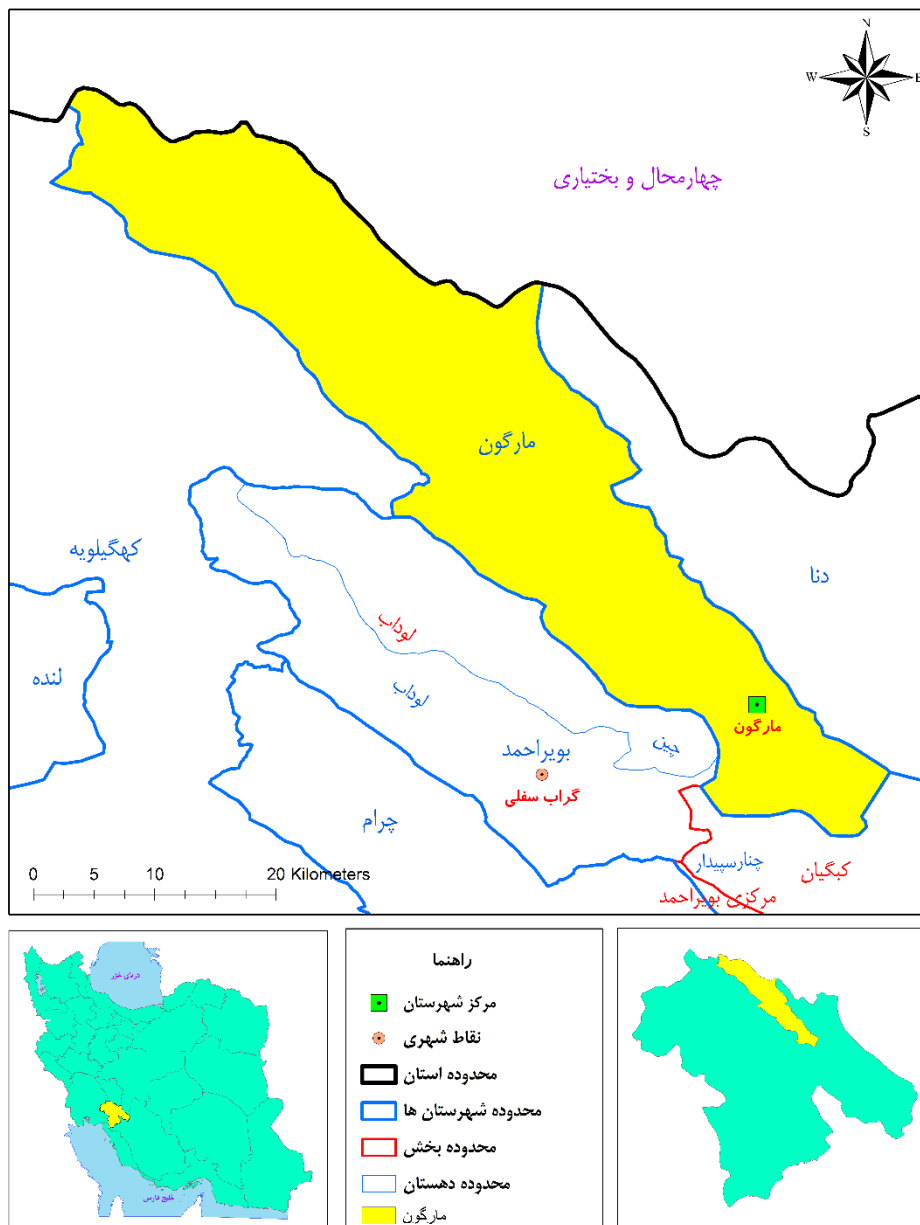 N
W
E
S
چهارمحال و بختیاری
مارگون
کهگیلویه
دنا
لنده
لوداب
لوداب
مارگون
چین
بویراحمد
گراب سفلی
چرام
چنارسپیدار
کبگیان
مرکزی بویراحمد
0 5 10 20 Kilometers
دریای خزر
خلیج فارس
راهنما
مرکز شهرستان
نقاط شهری
محدوده استان
محدوده شهرستان ها
محدوده بخش
محدوده دهستان
مارگون